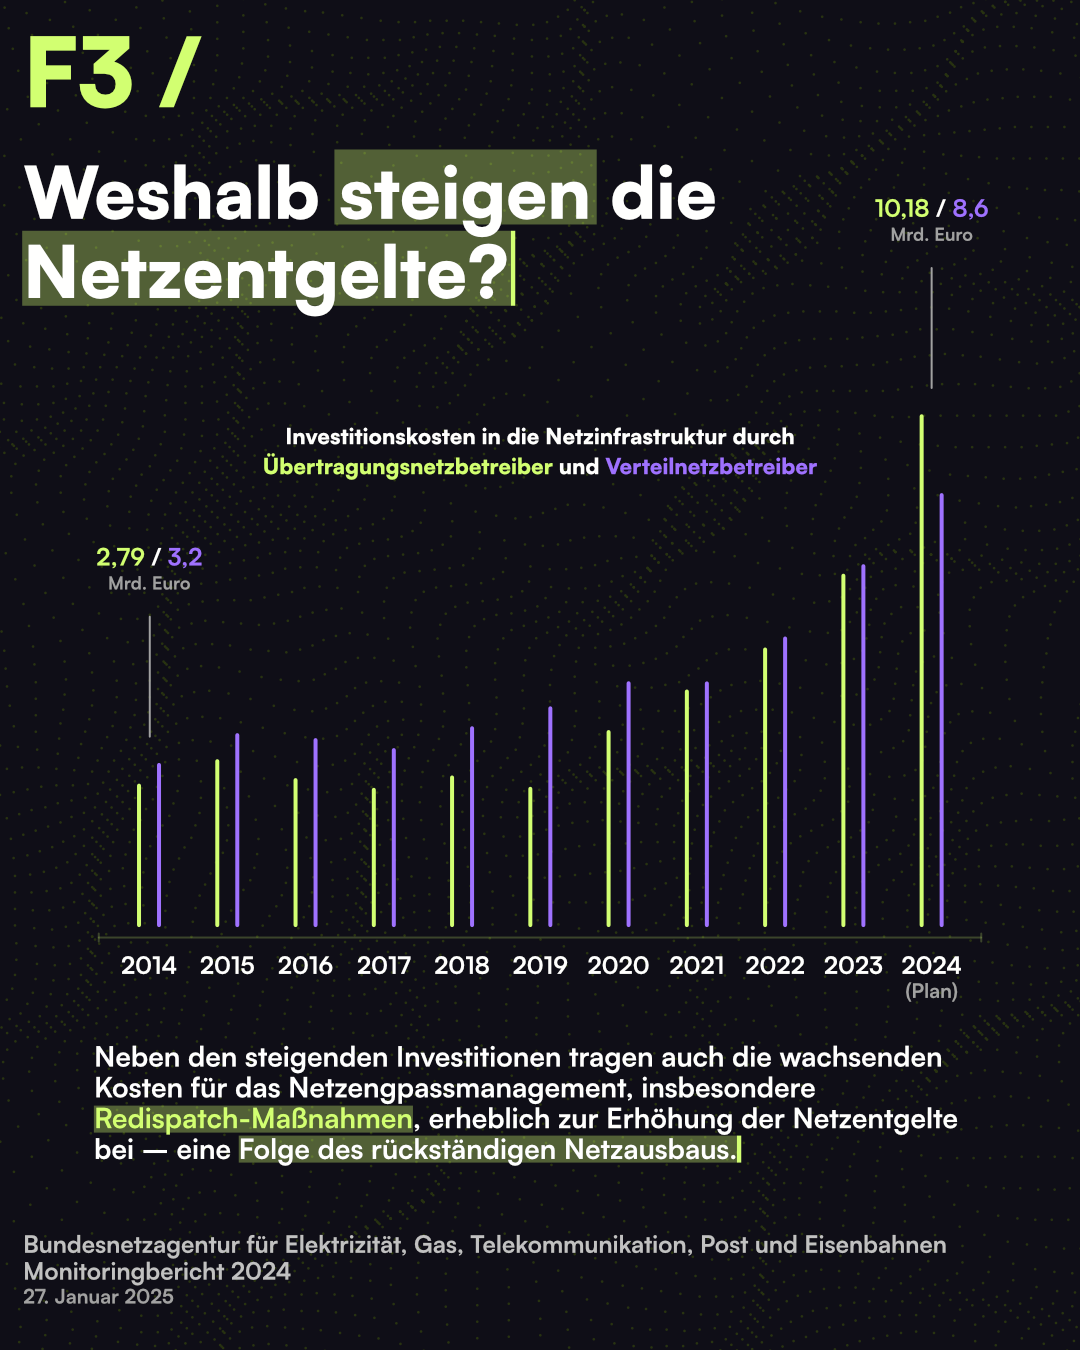 F3 /
Weshalb steigen die
Netzentgelte?
10,18 / 8,6
Mrd. Euro
Investitionskosten in die Netzinfrastruktur durch
Übertragungsnetzbetreiber und Verteilnetzbetreiber
2,79 / 3,2
Mrd. Euro
2014 2015 2016 2017 2018 2019 2020 2021 2022 2023 2024
(Plan)
Neben den steigenden Investitionen tragen auch die wachsenden
Kosten für das Netzengpassmanagement, insbesondere
Redispatch-Maßnahmen, erheblich zur Erhöhung der Netzentgelte
bei – eine Folge des rückständigen Netzausbaus.
Bundesnetzagentur für Elektrizität, Gas, Telekommunikation, Post und Eisenbahnen
Monitoringbericht 2024
27. Januar 2025